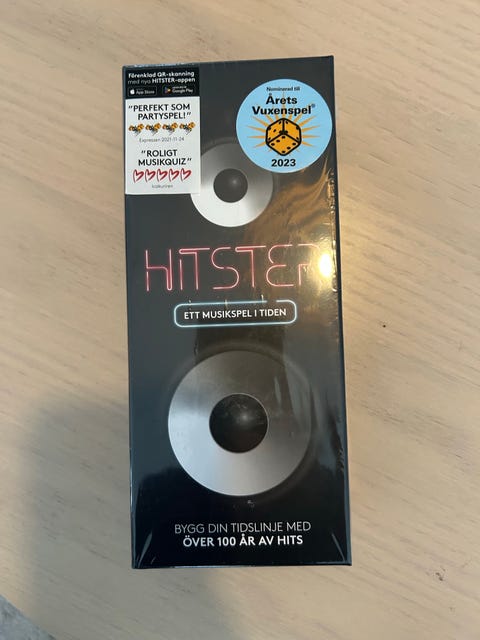 Förenklad QR-skanning
med nya HITSTER-appen
App Store
Google Play
"PERFEKT SOM
PARTYSPEL!"
Expressen 2021-11-24
"ROLIGT
MUSIKQUIZ"
kalkuriren
Nominerad till
Årets
Vuxenspel®
2023
HITSTER
ETT MUSIKSPEL I TIDEN
BYGG DIN TIDSLINJE MED
ÖVER 100 ÅR AV HITS